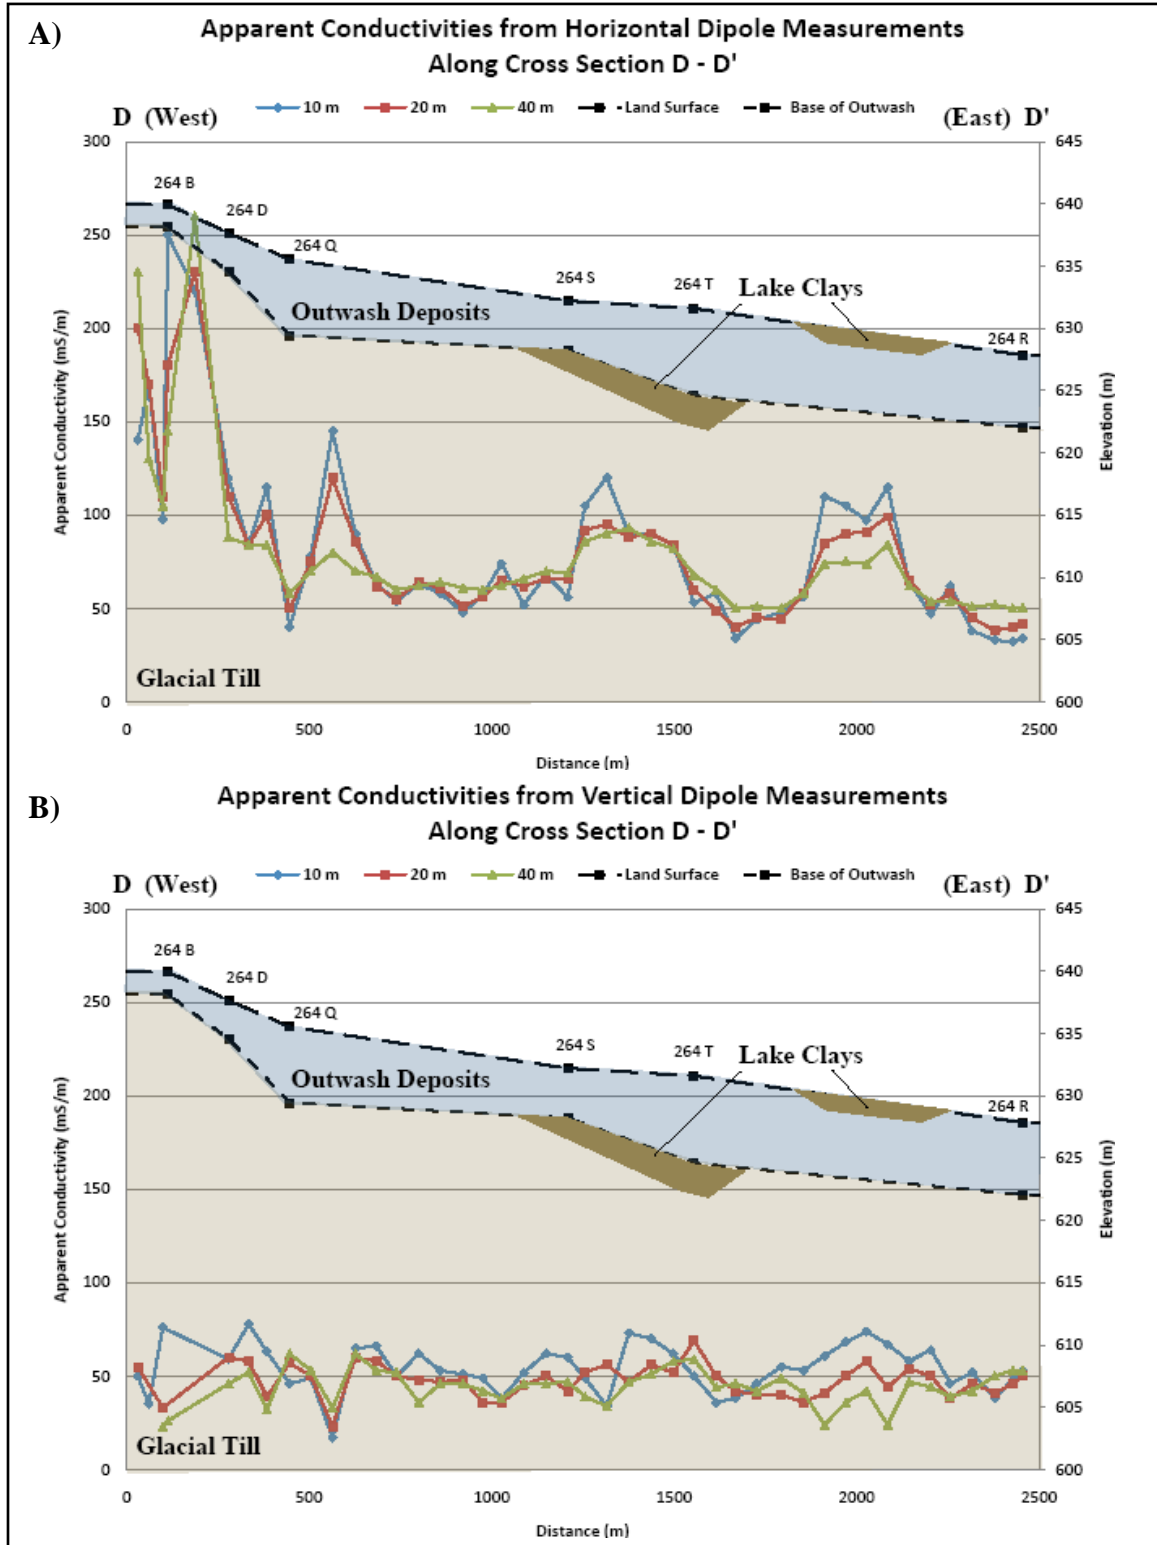 A)
Apparent Conductivities from Horizontal Dipole Measurements
Along Cross Section D - D'
10 m 20 m 40 m Land Surface Base of Outwash
D (West) (East) D'
300 645
264 B 640
264 D
250 264 Q 635
264 S
264 T Lake Clays
Outwash Deposits
200 630
264 R
625
150
620
100 615
610
50
605
Glacial Till
0 600
Apparent Conductivity (mS/m)
Elevation (m)
0 500 1000 1500 2000 2500
Distance (m)
B)
Apparent Conductivities from Vertical Dipole Measurements
Along Cross Section D - D'
10 m 20 m 40 m Land Surface Base of Outwash
D (West) (East) D'
300 645
264 B 640
264 D
250 264 Q 635
264 S
264 T Lake Clays
Outwash Deposits
200 630
264 R
625
150
620
100 615
610
50
605
Glacial Till
0 600
Apparent Conductivity (mS/m)
Elevation (m)
0 500 1000 1500 2000 2500
Distance (m)